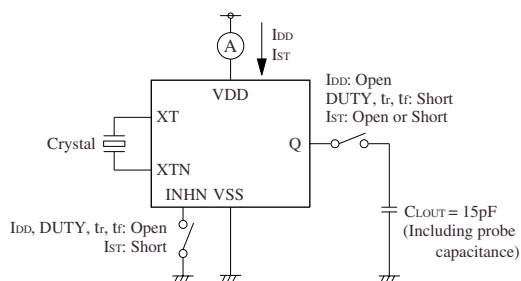 IDD
IST
A
VDD
IDD: Open
DUTY, tr, tf: Short
IST: Open or Short
XT
Crystal
Q
XTN
INHN VSS
IDD, DUTY, tr, tf: Open
IST: Short
CLOUT = 15pF
(Including probe
capacitance)